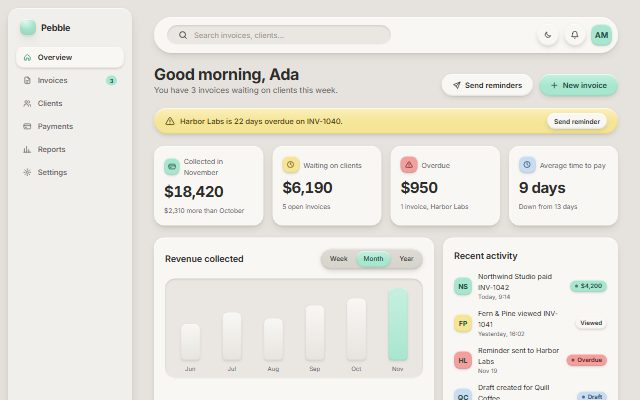 Pebble
Overview
Invoices
3
Clients
Payments
Reports
Settings
Search invoices, clients...
AM
Good morning, Ada
You have 3 invoices waiting on clients this week.
Send reminders
New invoice
Harbor Labs is 22 days overdue on INV-1040.
Send reminder
Collected in
November
$18,420
$2,310 more than October
Waiting on clients
$6,190
5 open invoices
Overdue
$950
1 invoice, Harbor Labs
Average time to pay
9 days
Down from 13 days
Revenue collected
Week
Month
Year
Jun
Jul
Aug
Sep
Oct
Nov
Recent activity
NS
Northwind Studio paid
INV-1042
Today, 9:14
$4,200
FP
Fern & Pine viewed INV-
1041
Yesterday, 16:02
Viewed
HL
Reminder sent to Harbor
Labs
Nov 19
Overdue
QC
Draft created for Quill
Coffee
Draft